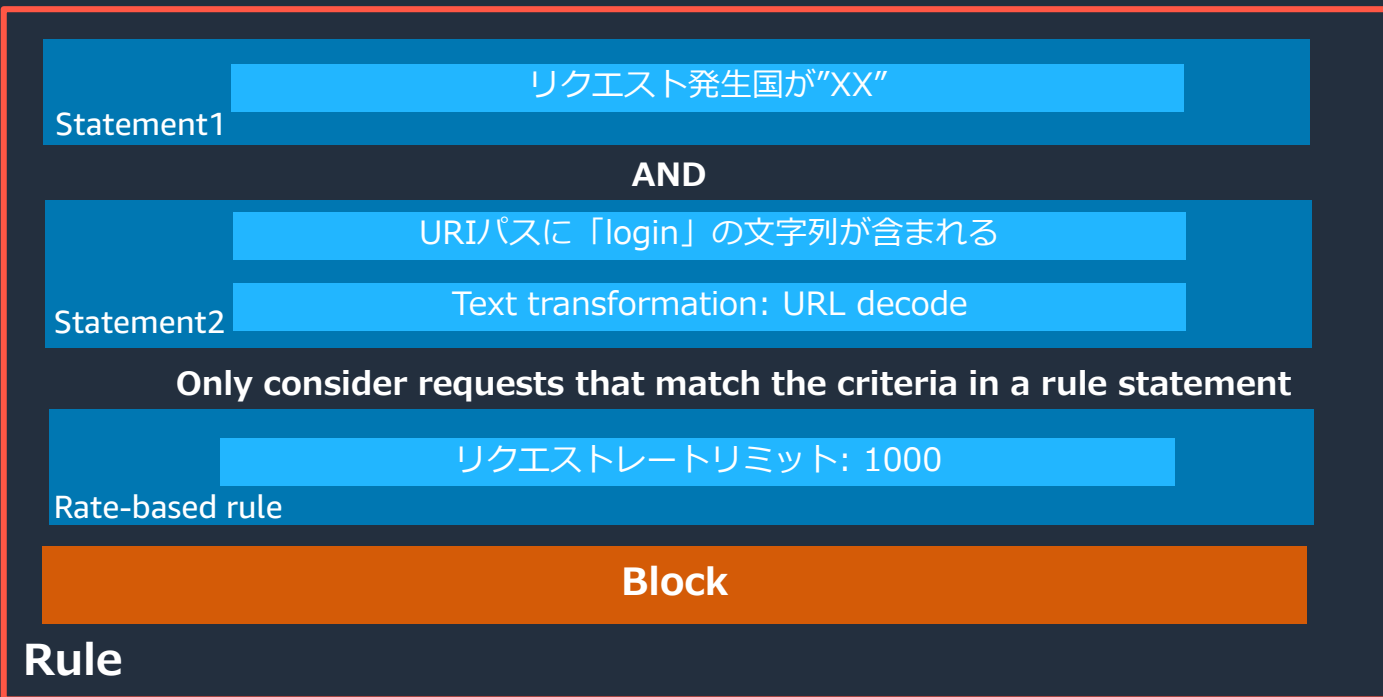 リクエスト発生国が”XX”
Statement1
AND
URIパスに「login」の文字列が含まれる
Text transformation: URL decode
Statement2
Only consider requests that match the criteria in a rule statement
リクエストレートリミット: 1000
Rate-based rule
Block
Rule